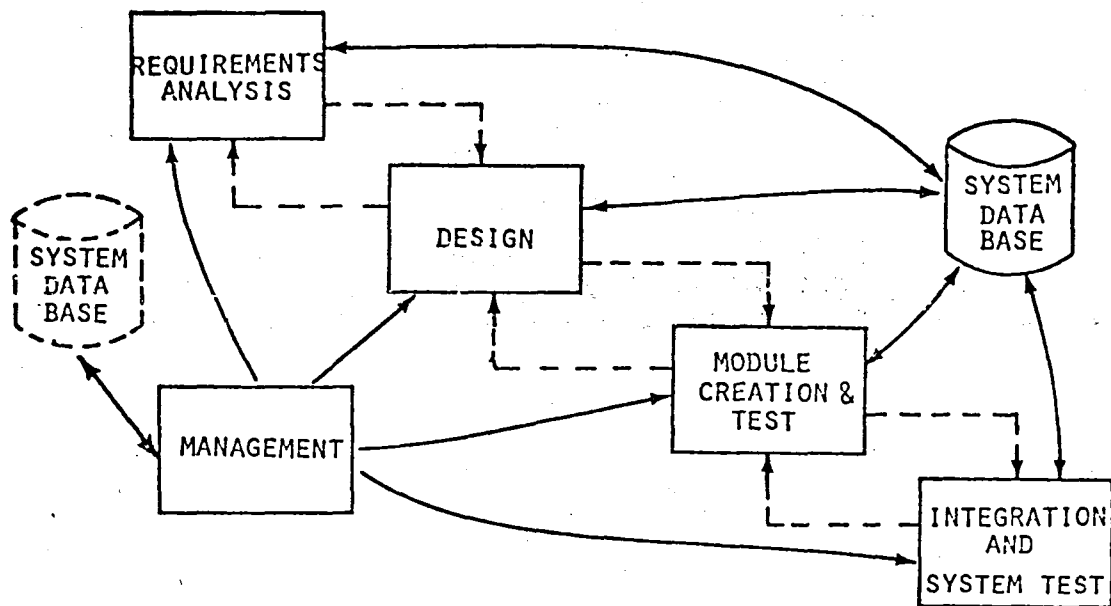 REQUIREMENTS
ANALYSIS
SYSTEM
DATA
BASE
DESIGN
SYSTEM
DATA
BASE
MODULE
CREATION &
TEST
MANAGEMENT
INTEGRATION
AND
SYSTEM TEST